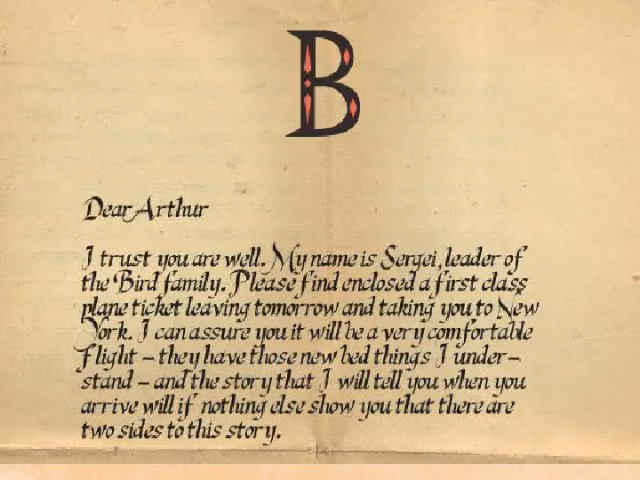 B
Dear Arthur
I trust you are well. My name is Sergei, leader of
the Bird family. Please find enclosed a first class
plane ticket leaving tomorrow and taking you to New
York. I can assure you it will be a very comfortable
flight – they have those new bed things I under–
stand – and the story that I will tell you when you
arrive will if nothing else show you that there are
two sides to this story.